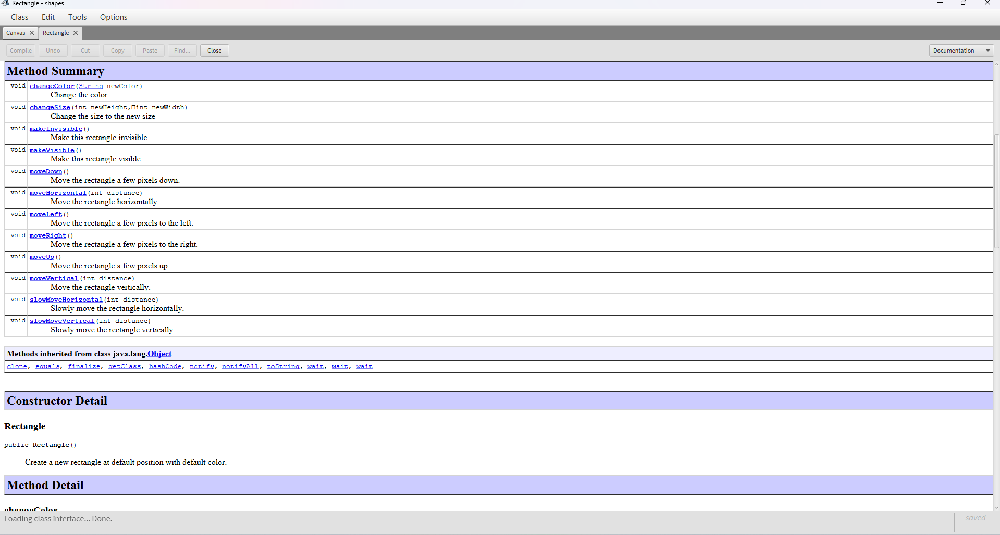 Rectangle - shapes
Class Edit Tools Options
Canvas Rectangle
Compile Undo Cut Copy Paste Find... Close Documentation
Method Summary
void changeColor(String newColor)
Change the color.
void changeSize(int newHeight,□int newWidth)
Change the size to the new size
void makeInvisible()
Make this rectangle invisible.
void makeVisible()
Make this rectangle visible.
void moveDown()
Move the rectangle a few pixels down.
void moveHorizontal(int distance)
Move the rectangle horizontally.
void moveLeft()
Move the rectangle a few pixels to the left.
void moveRight()
Move the rectangle a few pixels to the right.
void moveUp()
Move the rectangle a few pixels up.
void moveVertical(int distance)
Move the rectangle vertically.
void slowMoveHorizontal(int distance)
Slowly move the rectangle horizontally.
void slowMoveVertical(int distance)
Slowly move the rectangle vertically.
Methods inherited from class java.lang.Object
clone, equals, finalize, getClass, hashCode, notify, notifyAll, toString, wait, wait, wait
Constructor Detail
Rectangle
public Rectangle()
Create a new rectangle at default position with default color.
Method Detail
changeColor
Loading class interface... Done.
saved